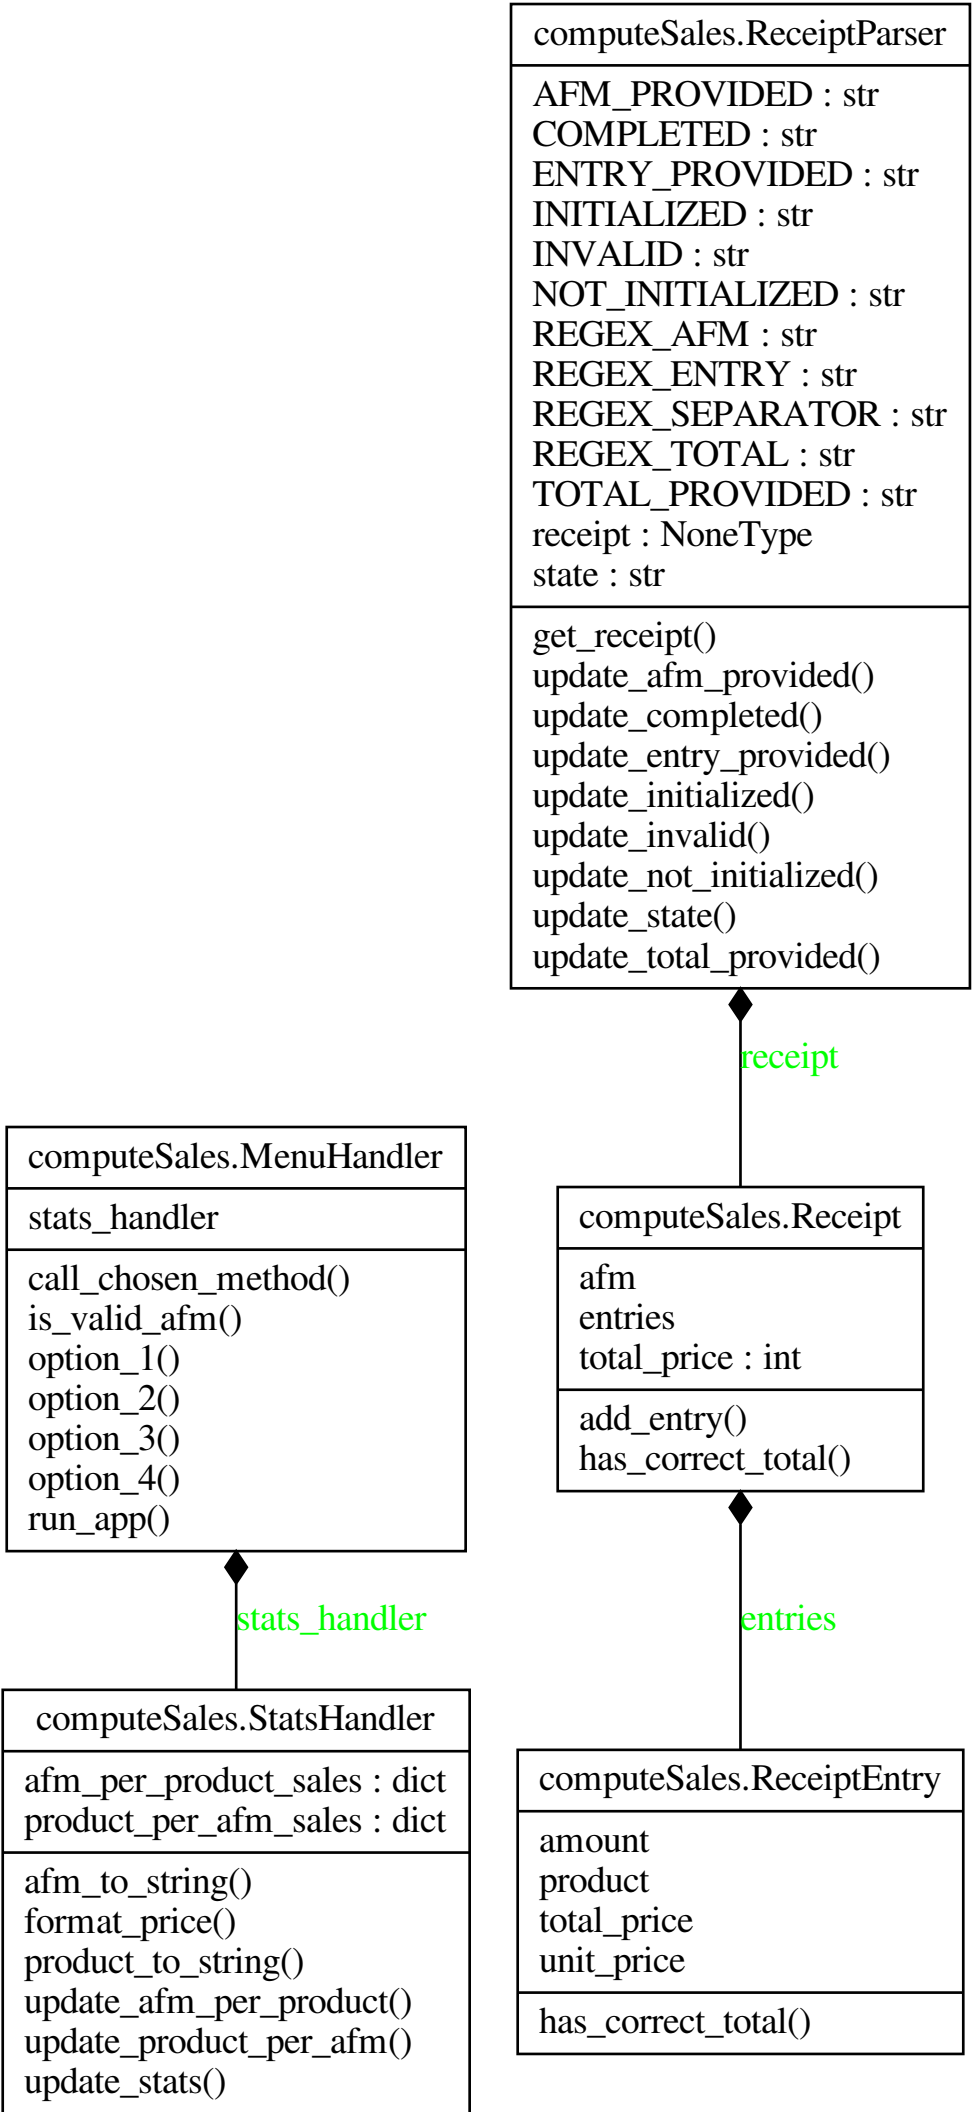 computeSales.ReceiptParser
AFM_PROVIDED : str
COMPLETED : str
ENTRY_PROVIDED : str
INITIALIZED : str
INVALID : str
NOT_INITIALIZED : str
REGEX_AFM : str
REGEX_ENTRY : str
REGEX_SEPARATOR : str
REGEX_TOTAL : str
TOTAL_PROVIDED : str
receipt : NoneType
state : str
get_receipt()
update_afm_provided()
update_completed()
update_entry_provided()
update_initialized()
update_invalid()
update_not_initialized()
update_state()
update_total_provided()
receipt
computeSales.MenuHandler
stats_handler
call_chosen_method()
is_valid_afm()
option_1()
option_2()
option_3()
option_4()
run_app()
computeSales.Receipt
afm
entries
total_price : int
add_entry()
has_correct_total()
stats_handler
entries
computeSales.StatsHandler
afm_per_product_sales : dict
product_per_afm_sales : dict
afm_to_string()
format_price()
product_to_string()
update_afm_per_product()
update_product_per_afm()
update_stats()
computeSales.ReceiptEntry
amount
product
total_price
unit_price
has_correct_total()